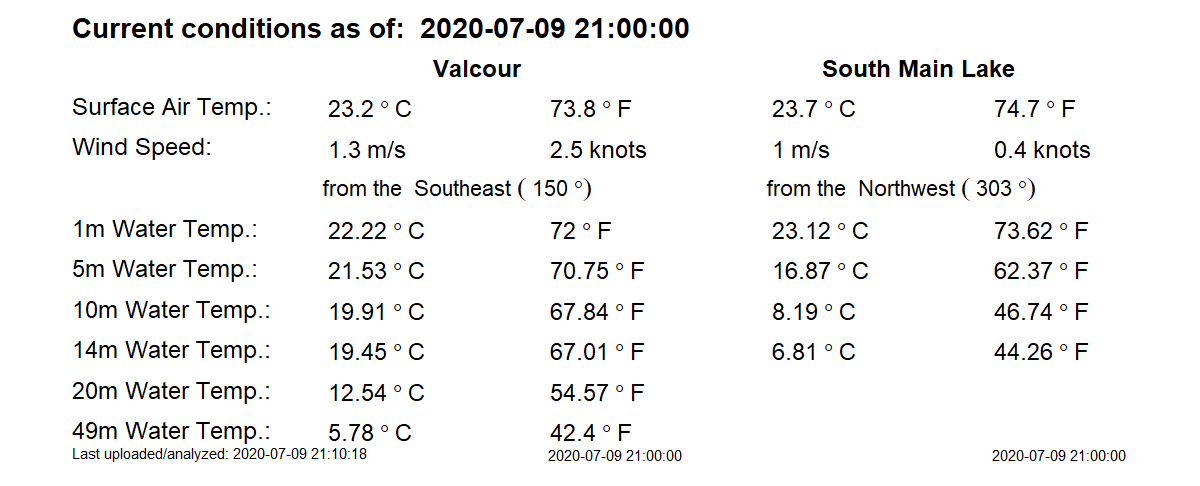 Current conditions as of:  2020-07-09 21:00:00
Valcour South Main Lake
Surface Air Temp.: 23.2 ° C 73.8 ° F 23.7 ° C 74.7 ° F
Wind Speed: 1.3 m/s 2.5 knots 1 m/s 0.4 knots
from the  Southeast ( 150 °) from the  Northwest ( 303 °)
1m Water Temp.: 22.22 ° C 72 ° F 23.12 ° C 73.62 ° F
5m Water Temp.: 21.53 ° C 70.75 ° F 16.87 ° C 62.37 ° F
10m Water Temp.: 19.91 ° C 67.84 ° F 8.19 ° C 46.74 ° F
14m Water Temp.: 19.45 ° C 67.01 ° F 6.81 ° C 44.26 ° F
20m Water Temp.: 12.54 ° C 54.57 ° F
49m Water Temp.: 5.78 ° C 42.4 ° F
Last uploaded/analyzed: 2020-07-09 21:10:18 2020-07-09 21:00:00 2020-07-09 21:00:00